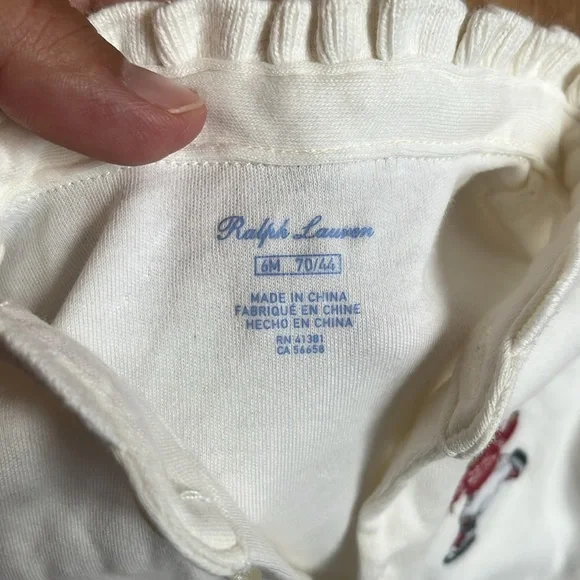 Ralph Lauren
6M 70/44
MADE IN CHINA
FABRIQUÉ EN CHINE
HECHO EN CHINA
RN 41381
CA 56658